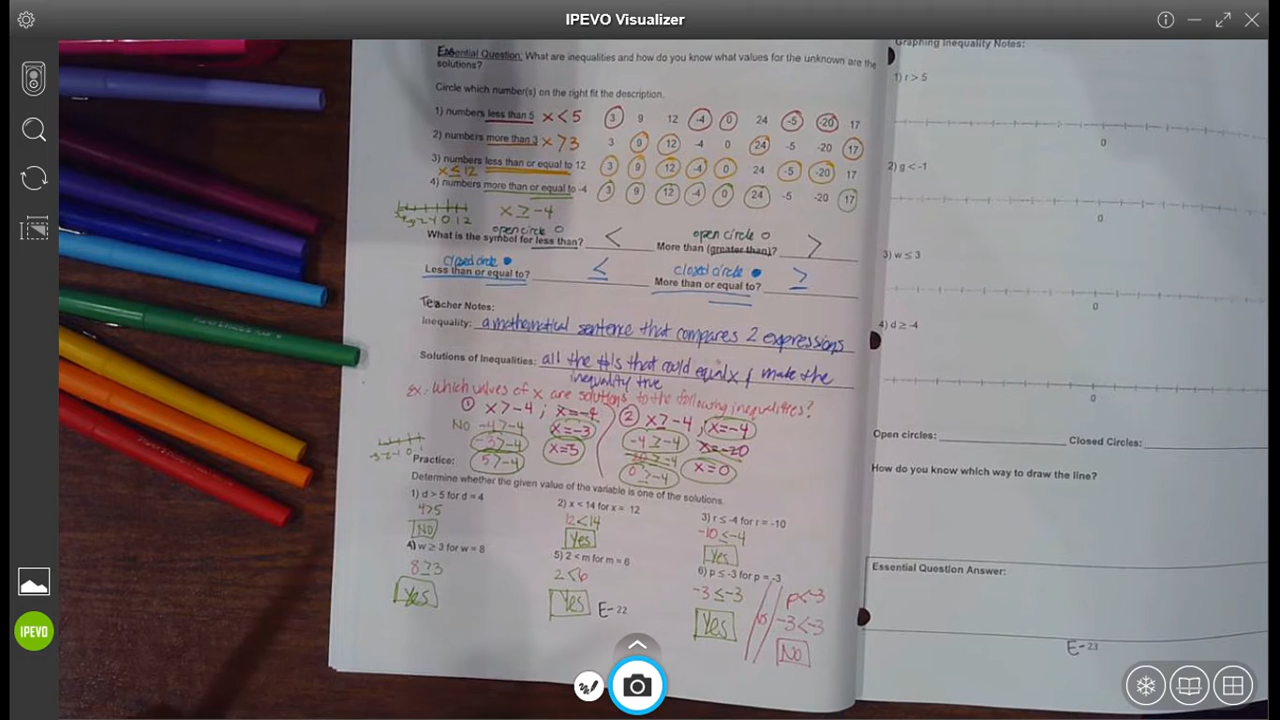 IPEVO Visualizer
Essential Question: What are inequalities and how do you know what values for the unknown are the
solutions?
Circle which number(s) on the right fit the description.
1) numbers less than 5 x < 5 3 9 12 -4 0 24 -5 -20 17
2) numbers more than 3 x > 3 3 9 12 -4 0 24 -5 -20 17
3) numbers less than or equal to 12 3 9 12 -4 0 24 -5 -20 17
x ≤ 12
4) numbers more than or equal to -4 3 9 12 -4 0 24 -5 -20 17
x ≥ -4
open circle O open circle O
What is the symbol for less than? < More than (greater than)? >
closed circle ● closed circle ●
Less than or equal to? ≤ More than or equal to? ≥
Teacher Notes:
Inequality: a mathematical sentence that compares 2 expressions
Solutions of Inequalities: all the #'s that could equal x & make the
inequality true
ex. Which values of x are solutions to the following inequalities?
① x > -4 ; x = -4 ② x ≥ -4 ; x = -4
NO -4 > -4 x = -3 -4 ≥ -4 x = -20
-3 > -4 x = 5 -20 ≥ -4 x = 0
5 > -4 0 ≥ -4
Practice:
Determine whether the given value of the variable is one of the solutions.
1) d > 5 for d = 4 2) x < 14 for x = 12 3) r ≤ -4 for r = -10
4 > 5 12 < 14 -10 ≤ -4
No Yes Yes
4) w ≥ 3 for w = 8 5) 2 < m for m = 6 6) p ≤ -3 for p = -3
8 ≥ 3 2 < 6 -3 ≤ -3 p < -3
Yes Yes Yes -3 < -3
No
E-22
Graphing Inequality Notes:
1) r > 5
0
2) g < -1
0
3) w ≤ 3
0
4) d ≥ -4
0
Open circles: Closed Circles:
How do you know which way to draw the line?
Essential Question Answer:
E-23
IPEVO